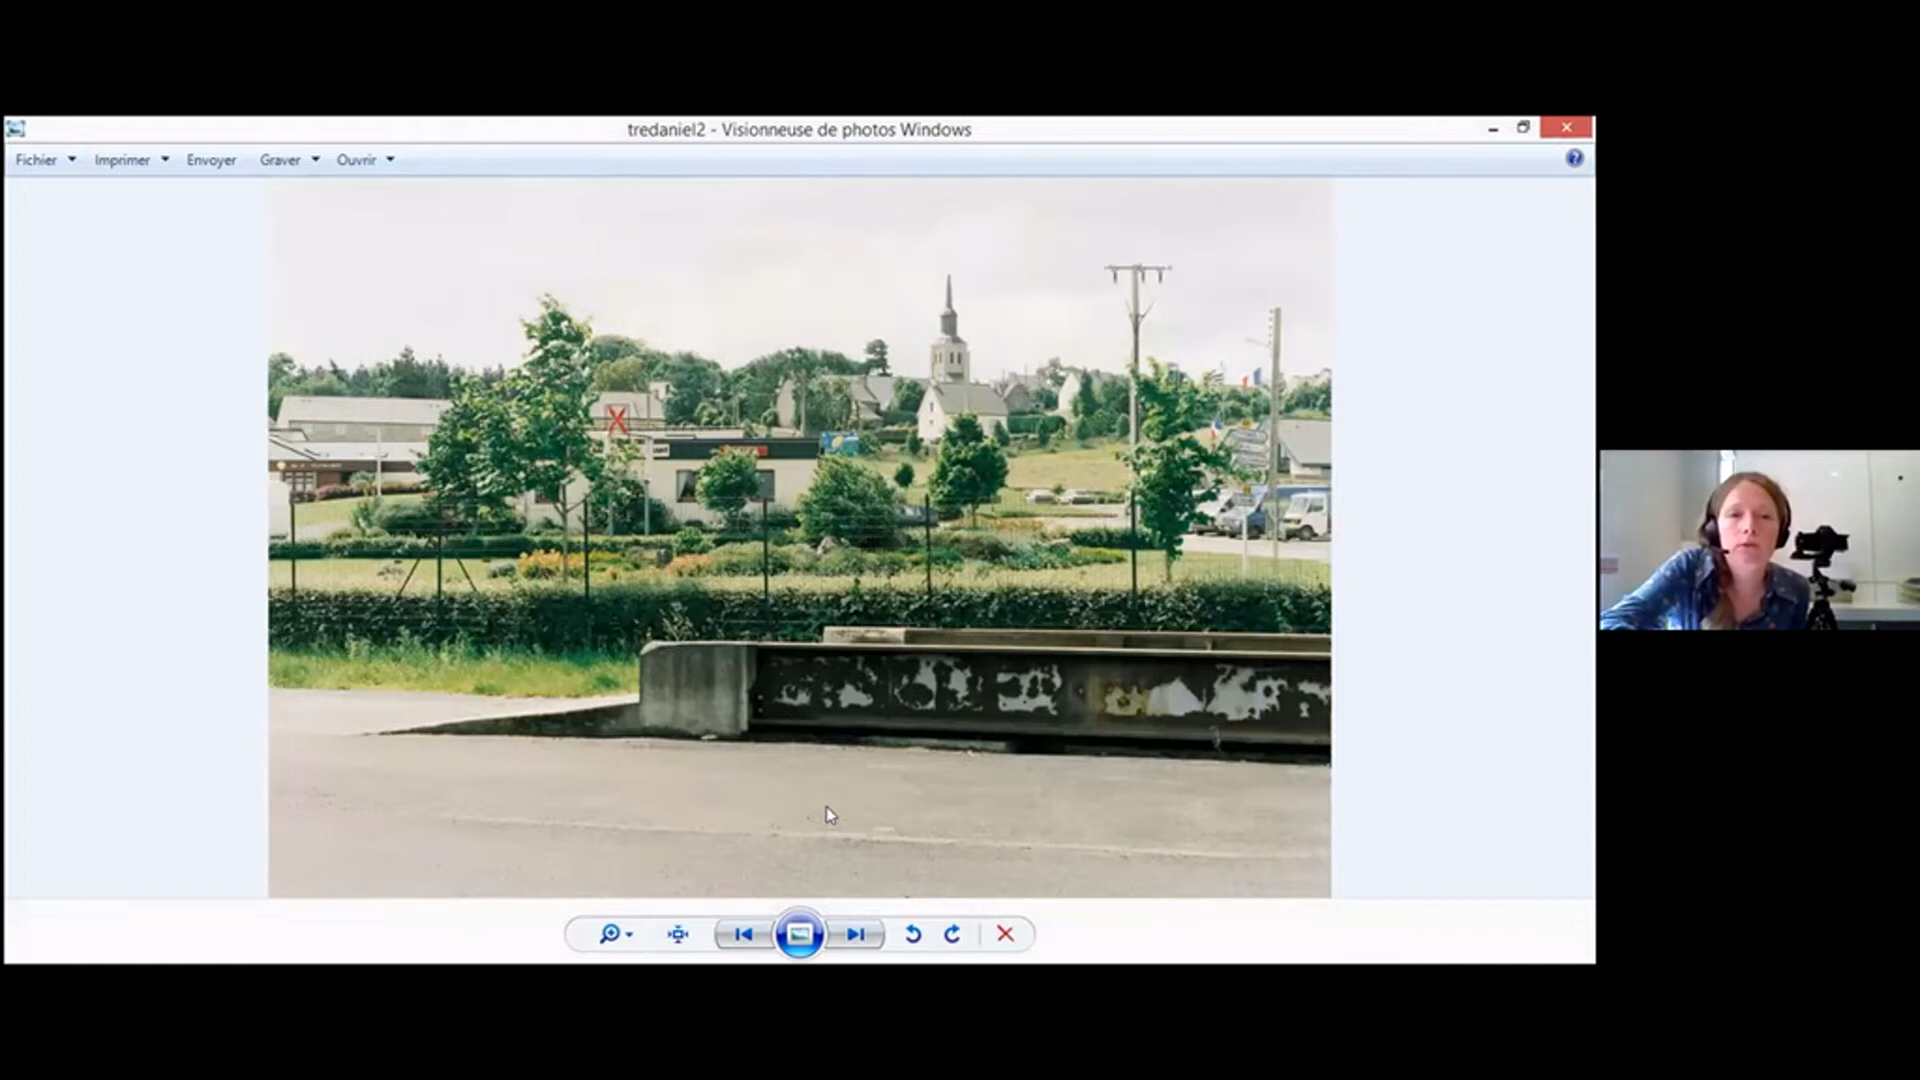 tredaniel2 - Visionneuse de photos Windows
Fichier Imprimer Envoyer Graver Ouvrir